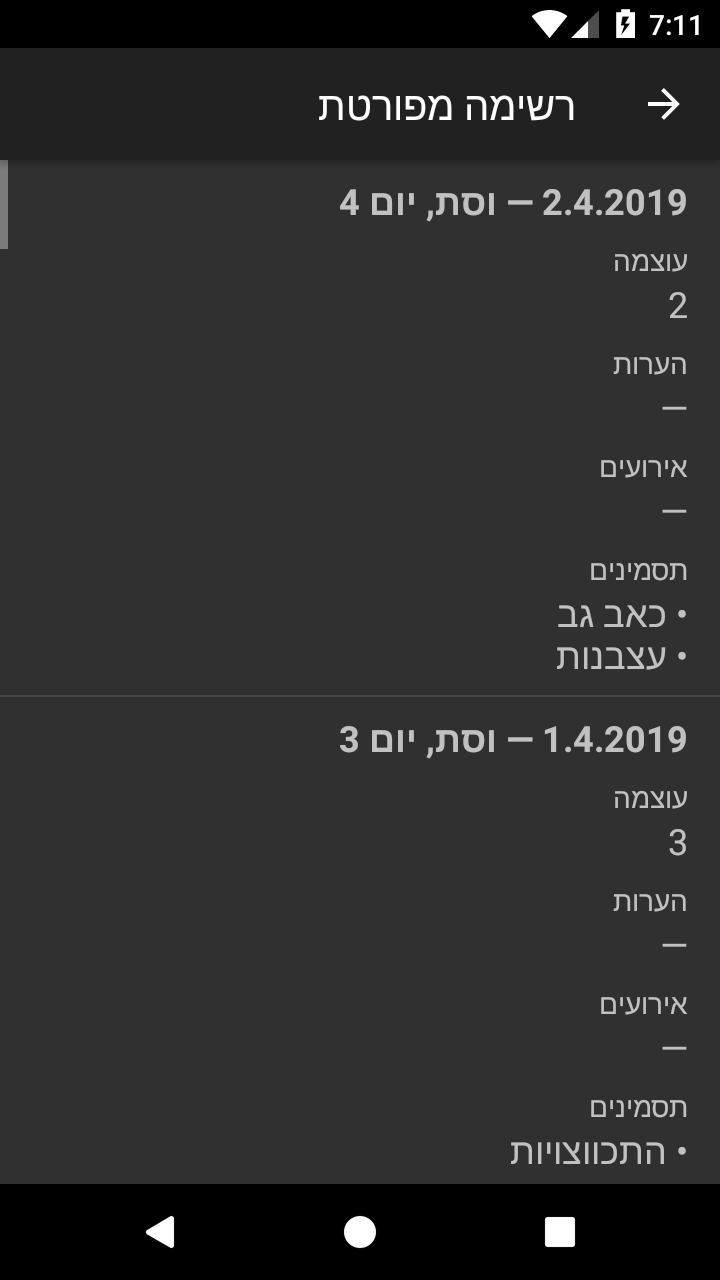 7:11
רשימה מפורטת
2.4.2019 – וסת, יום 4
עוצמה
2
הערות
–
אירועים
–
תסמינים
• כאב גב
• עצבנות
1.4.2019 – וסת, יום 3
עוצמה
3
הערות
–
אירועים
–
תסמינים
• התכווצויות